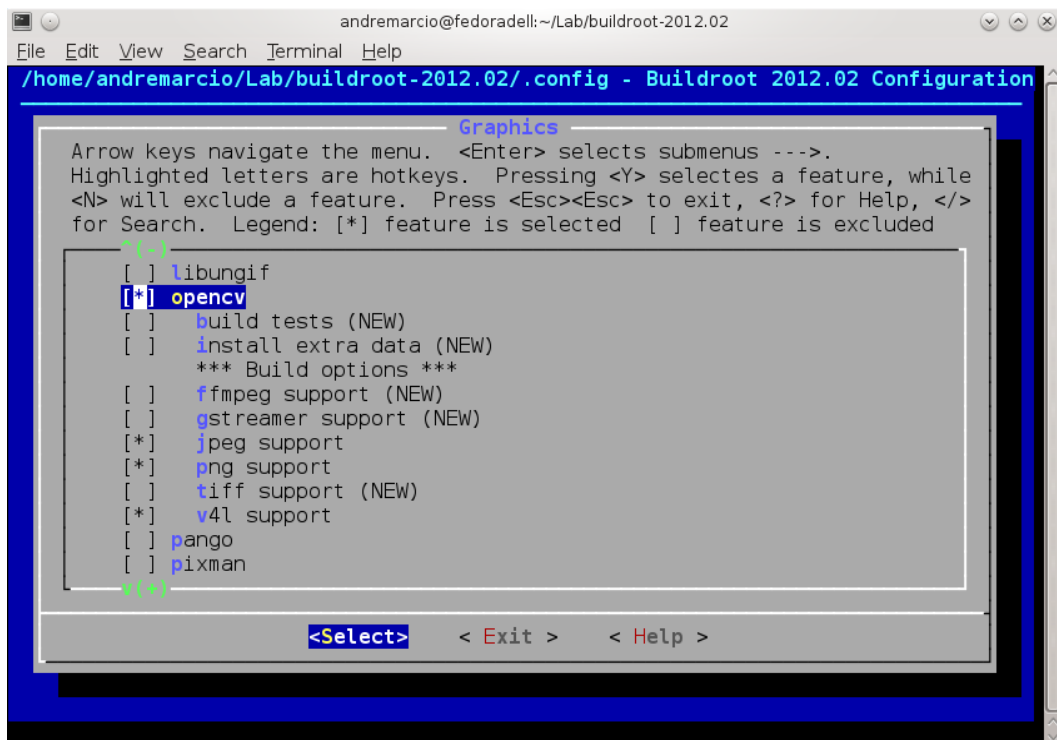 andremarcio@fedoradell:~/Lab/buildroot-2012.02
File Edit View Search Terminal Help
/home/andremarcio/Lab/buildroot-2012.02/.config - Buildroot 2012.02 Configuration
Graphics
Arrow keys navigate the menu. <Enter> selects submenus --->.
Highlighted letters are hotkeys. Pressing <Y> selectes a feature, while
<N> will exclude a feature. Press <Esc><Esc> to exit, <?> for Help, </>
for Search. Legend: [*] feature is selected [ ] feature is excluded
^(-)
[ ] libungif
[*] opencv
[ ] build tests (NEW)
[ ] install extra data (NEW)
*** Build options ***
[ ] ffmpeg support (NEW)
[ ] gstreamer support (NEW)
[*] jpeg support
[*] png support
[ ] tiff support (NEW)
[*] v4l support
[ ] pango
[ ] pixman
v(+)
<Select> < Exit > < Help >